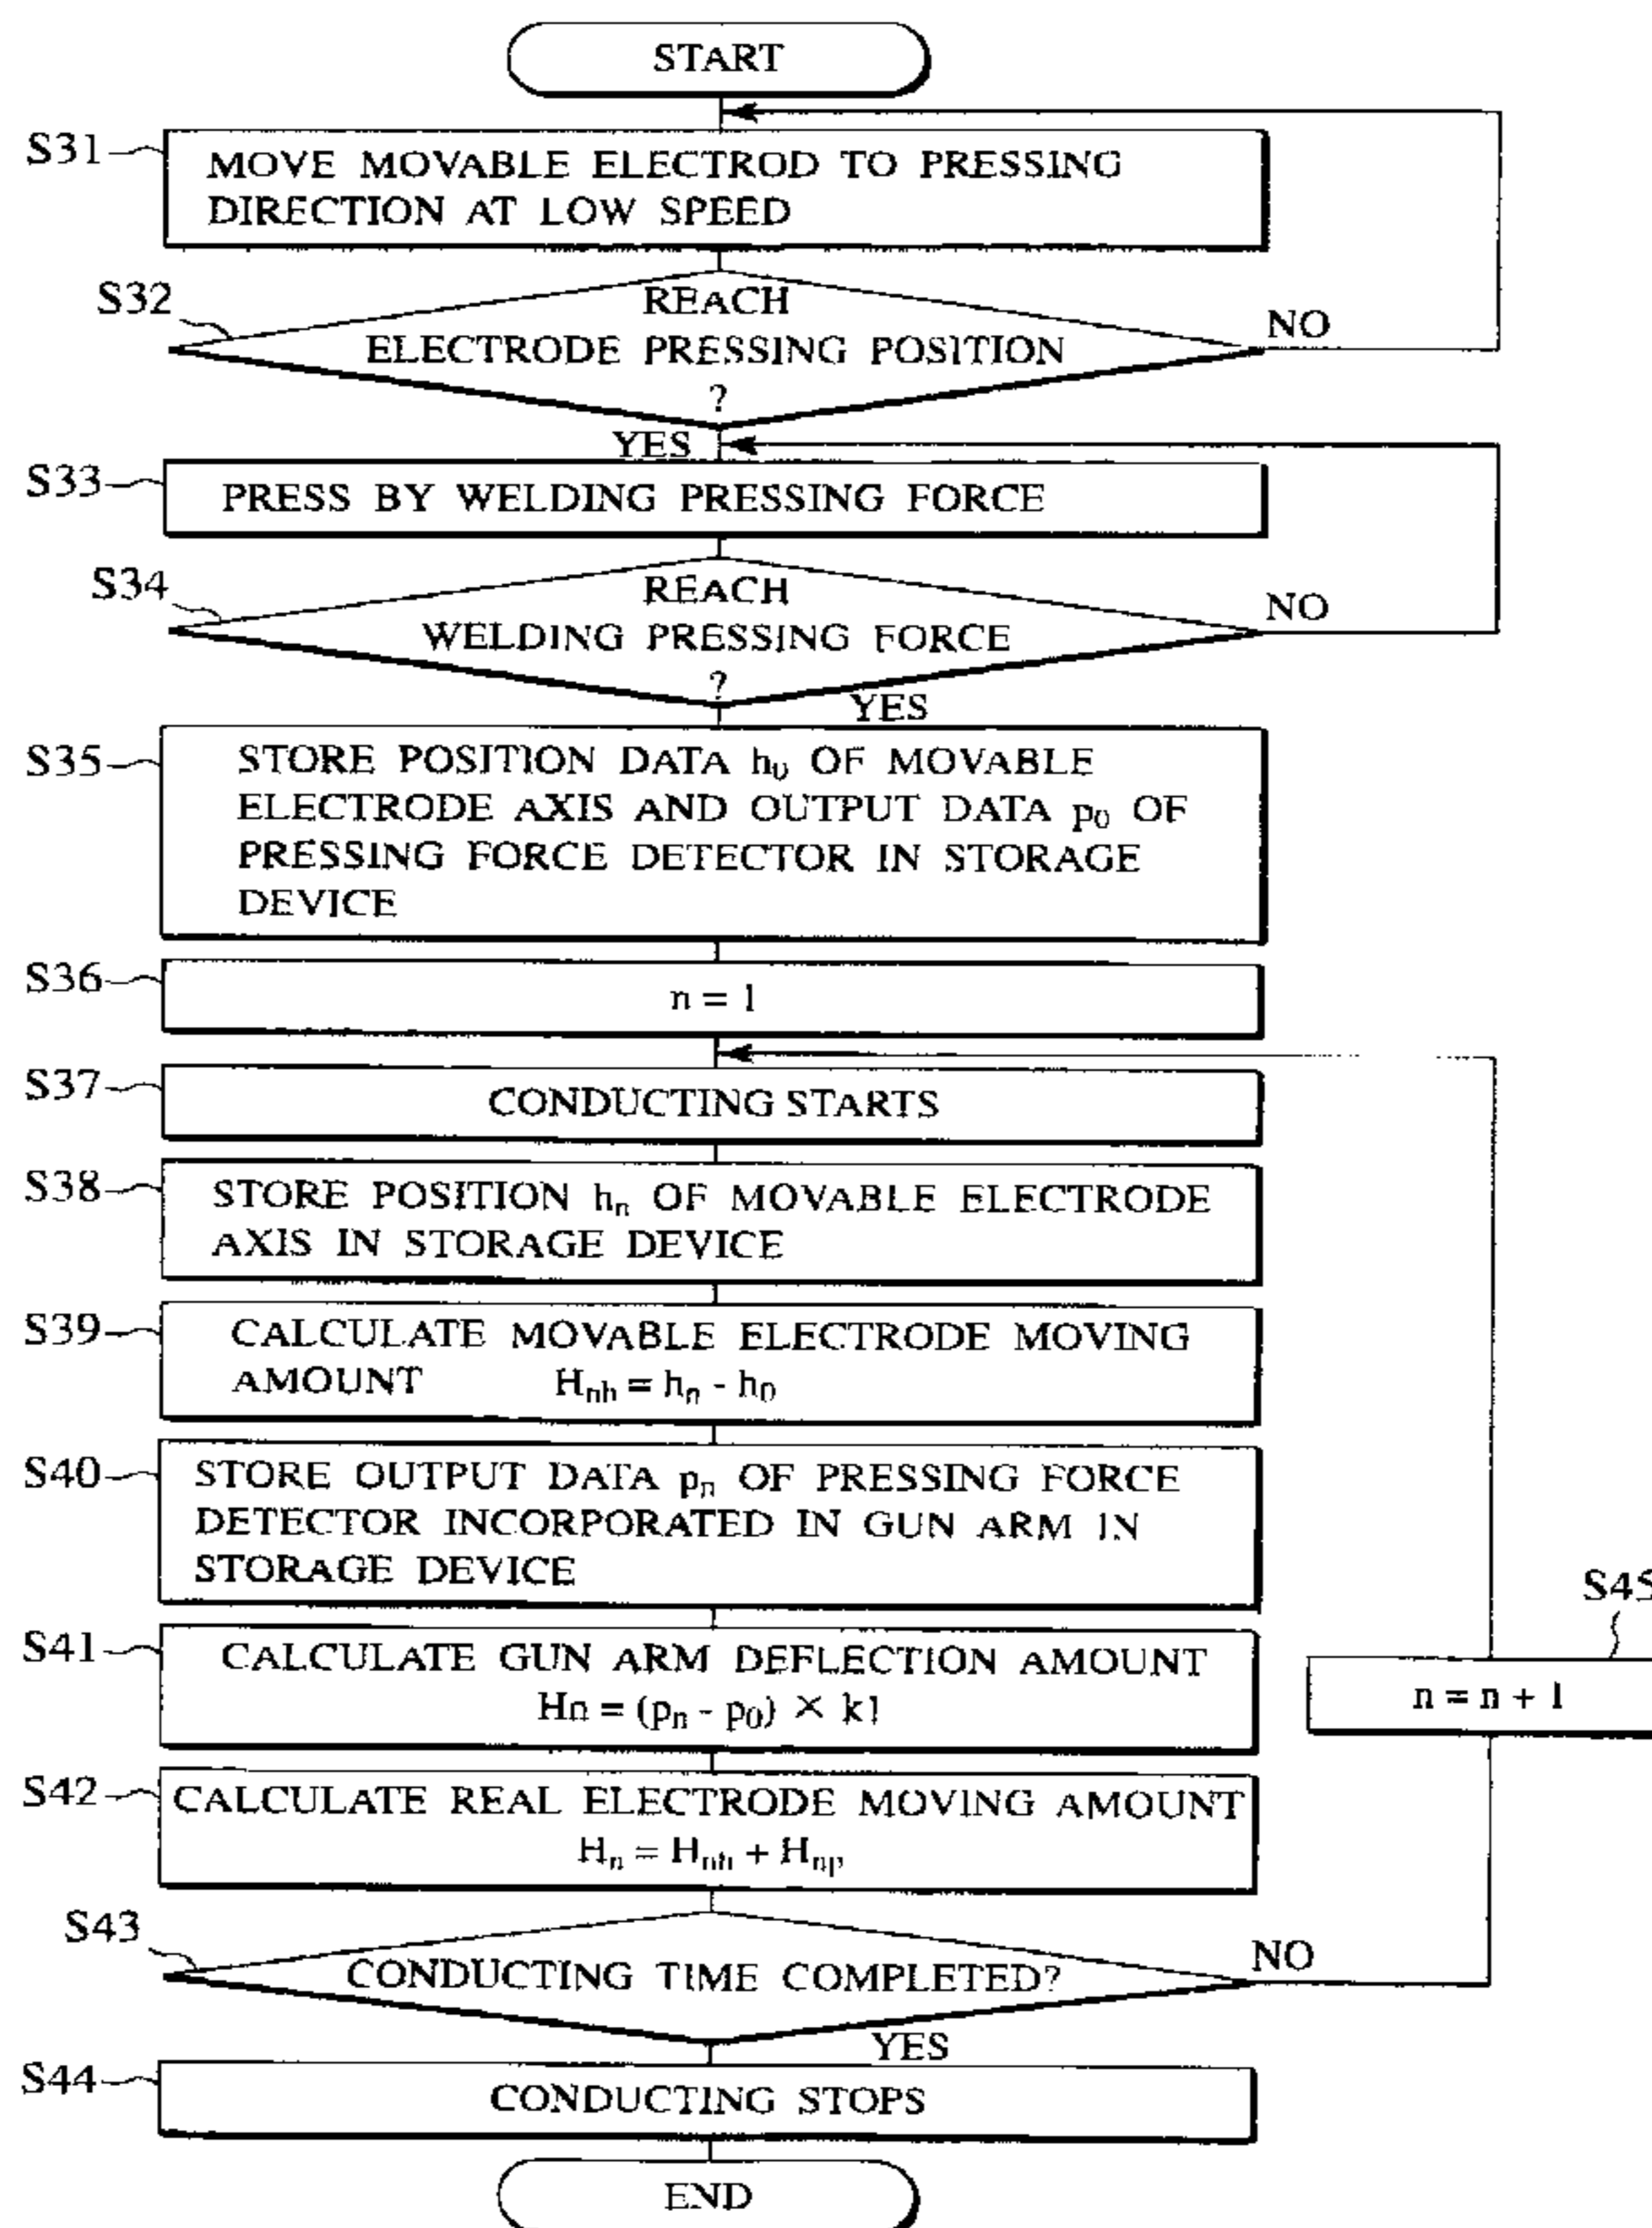 START
S31
MOVE MOVABLE ELECTROD TO PRESSING
DIRECTION AT LOW SPEED
S32
REACH
ELECTRODE PRESSING POSITION
?
NO
YES
S33
PRESS BY WELDING PRESSING FORCE
S34
REACH
WELDING PRESSING FORCE
?
NO
YES
S35
STORE POSITION DATA h₀ OF MOVABLE
ELECTRODE AXIS AND OUTPUT DATA p₀ OF
PRESSING FORCE DETECTOR IN STORAGE
DEVICE
S36
n = 1
S37
CONDUCTING STARTS
S38
STORE POSITION hₙ OF MOVABLE ELECTRODE
AXIS IN STORAGE DEVICE
S39
CALCULATE MOVABLE ELECTRODE MOVING
AMOUNT Hₙₕ = hₙ - h₀
S40
STORE OUTPUT DATA pₙ OF PRESSING FORCE
DETECTOR INCORPORATED IN GUN ARM IN
STORAGE DEVICE
S41
CALCULATE GUN ARM DEFLECTION AMOUNT
Hn = (pₙ - p₀) × k1
S45
n = n + 1
S42
CALCULATE REAL ELECTRODE MOVING AMOUNT
Hₙ = Hₙₕ + Hₙₚ
S43
CONDUCTING TIME COMPLETED?
NO
YES
S44
CONDUCTING STOPS
END